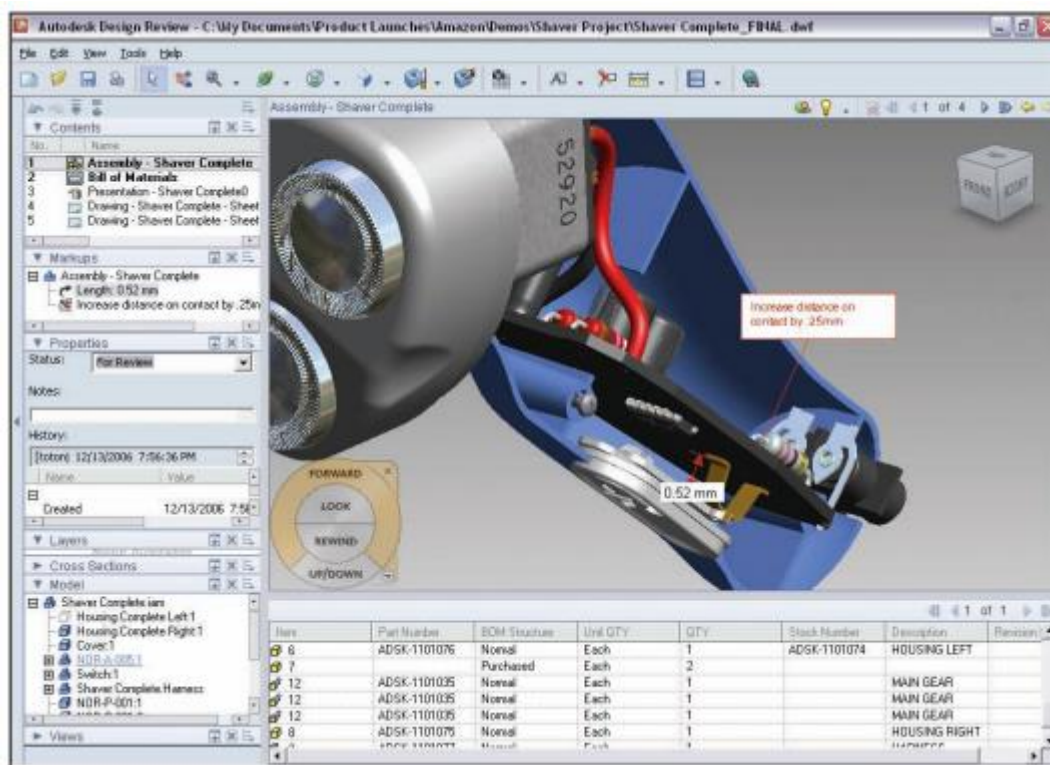 Autodesk Design Review - C:\My Documents\Product Launches\Amazon\Demos\Shaver Project\Shaver Complete_FINAL.dwf
File Edit View Tools Help
Assembly - Shaver Complete
1 of 4
Contents
No. Name
1 Assembly - Shaver Complete
2 Bill of Materials
3 Presentation - Shaver Complete0
4 Drawing - Shaver Complete - Sheet
5 Drawing - Shaver Complete - Sheet
Markups
Assembly - Shaver Complete
Length: 0.52 mm
Increase distance on contact by .25m
Properties
Status: For Review
Notes:
History:
(toton) 12/13/2006 7:56:36 PM
Name Value
Created 12/13/2006 7:56
Layers
Cross Sections
Model
Shaver Complete.iam
Housing Complete Left:1
Housing Complete Right:1
Cover:1
NDR-A-005:1
Switch:1
Shaver Complete.Harness
NDR-P-001:1
Views
52920
FRONT
Increase distance on
contact by .25mm
0.52 mm
FORWARD
LOOK
REWIND
UP/DOWN
1 of 1
Item Part Number BOM Structure Unit QTY QTY Stock Number Description Revision
6 ADSK-1101076 Normal Each 1 ADSK-1101074 HOUSING LEFT
7 Purchased Each 2
12 ADSK-1101035 Normal Each 1 MAIN GEAR
12 ADSK-1101035 Normal Each 1 MAIN GEAR
12 ADSK-1101035 Normal Each 1 MAIN GEAR
8 ADSK-1101075 Normal Each 1 HOUSING RIGHT
ADSK-1101077 Normal Each 1 HARNESS